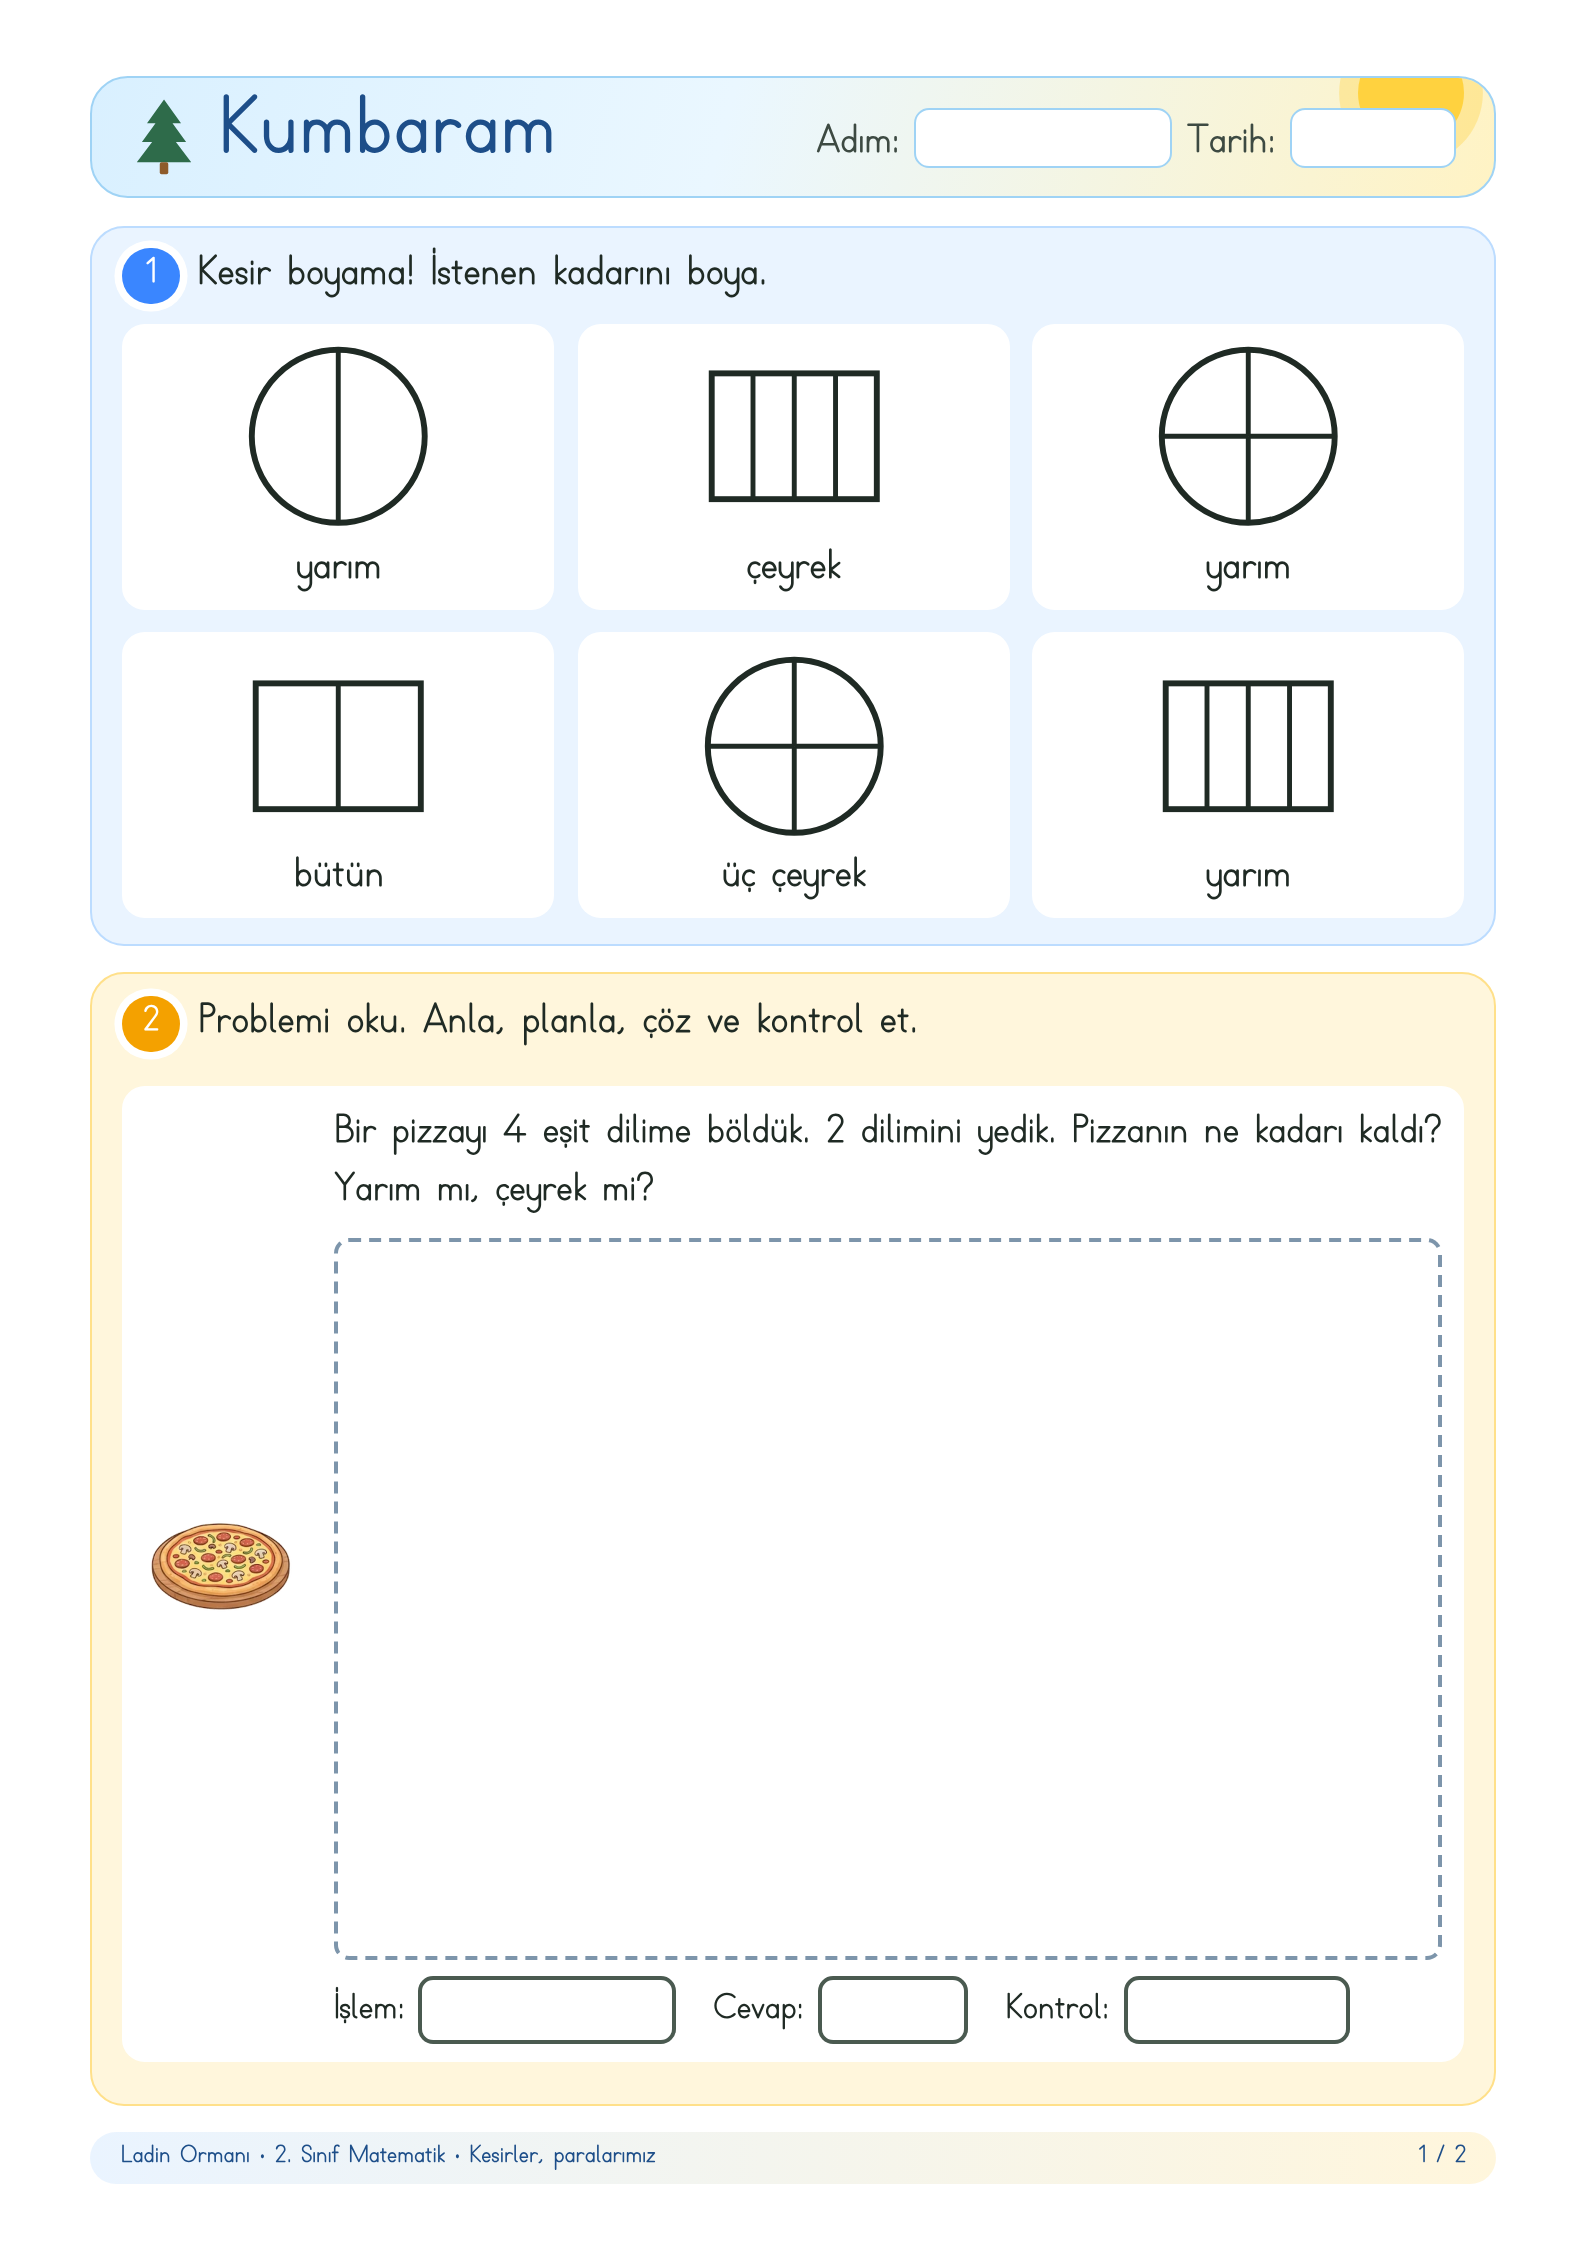 Kumbaram
Adım:
Tarih:
1
Kesir boyama! İstenen kadarını boya.
yarım
çeyrek
yarım
bütün
üç çeyrek
yarım
2
Problemi oku. Anla, planla, çöz ve kontrol et.
Bir pizzayı 4 eşit dilime böldük. 2 dilimini yedik. Pizzanın ne kadarı kaldı?
Yarım mı, çeyrek mi?
İşlem:
Cevap:
Kontrol:
Ladin Ormanı • 2. Sınıf Matematik • Kesirler, paralarımız
1 / 2